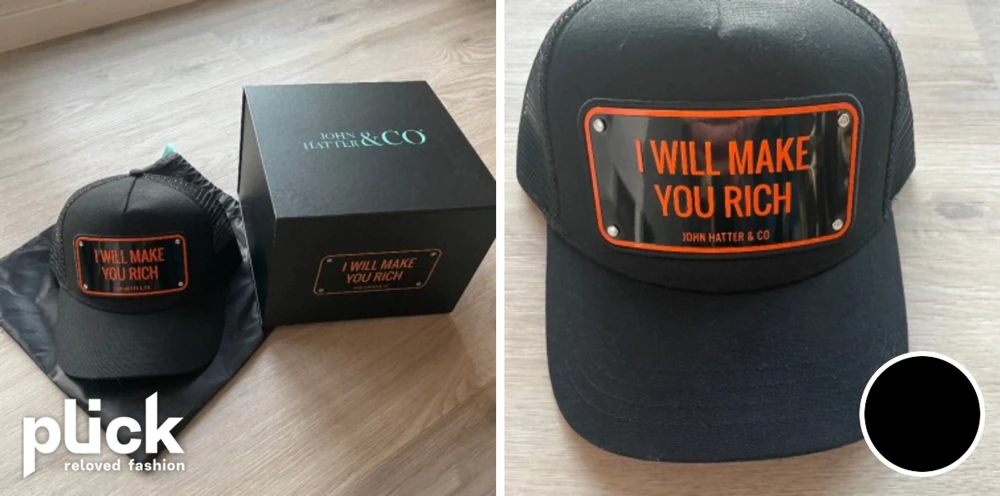 JOHN
HATTER &CO
I WILL MAKE
YOU RICH
I WILL MAKE
YOU RICH
plick
reloved fashion
I WILL MAKE
YOU RICH
JOHN HATTER & CO